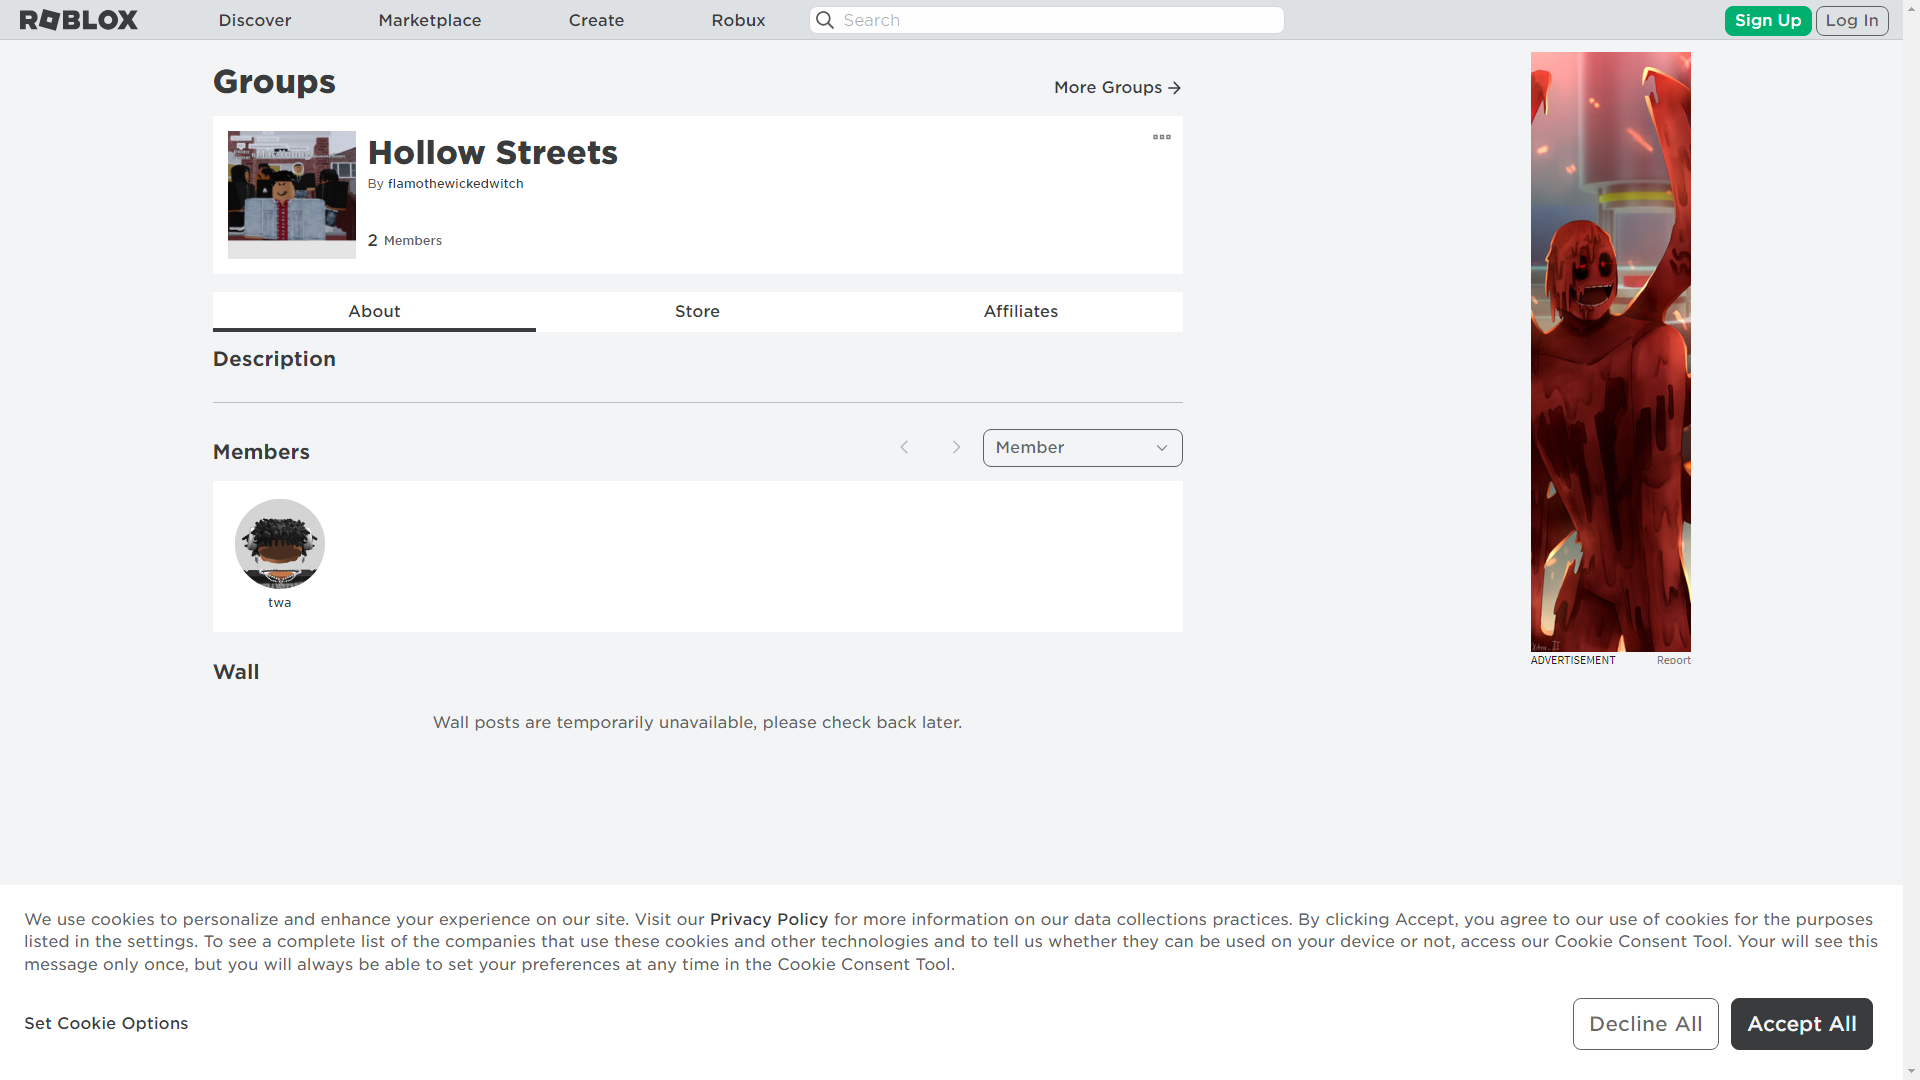 ROBLOX
Discover
Marketplace
Create
Robux
Search
Sign Up
Log In
Groups
More Groups
Hollow Streets
By flamothewickedwitch
2 Members
About
Store
Affiliates
Description
Members
Member
twa
Wall
Wall posts are temporarily unavailable, please check back later.
ADVERTISEMENT
Report
We use cookies to personalize and enhance your experience on our site. Visit our Privacy Policy for more information on our data collections practices. By clicking Accept, you agree to our use of cookies for the purposes
listed in the settings. To see a complete list of the companies that use these cookies and other technologies and to tell us whether they can be used on your device or not, access our Cookie Consent Tool. Your will see this
message only once, but you will always be able to set your preferences at any time in the Cookie Consent Tool.
Set Cookie Options
Decline All
Accept All